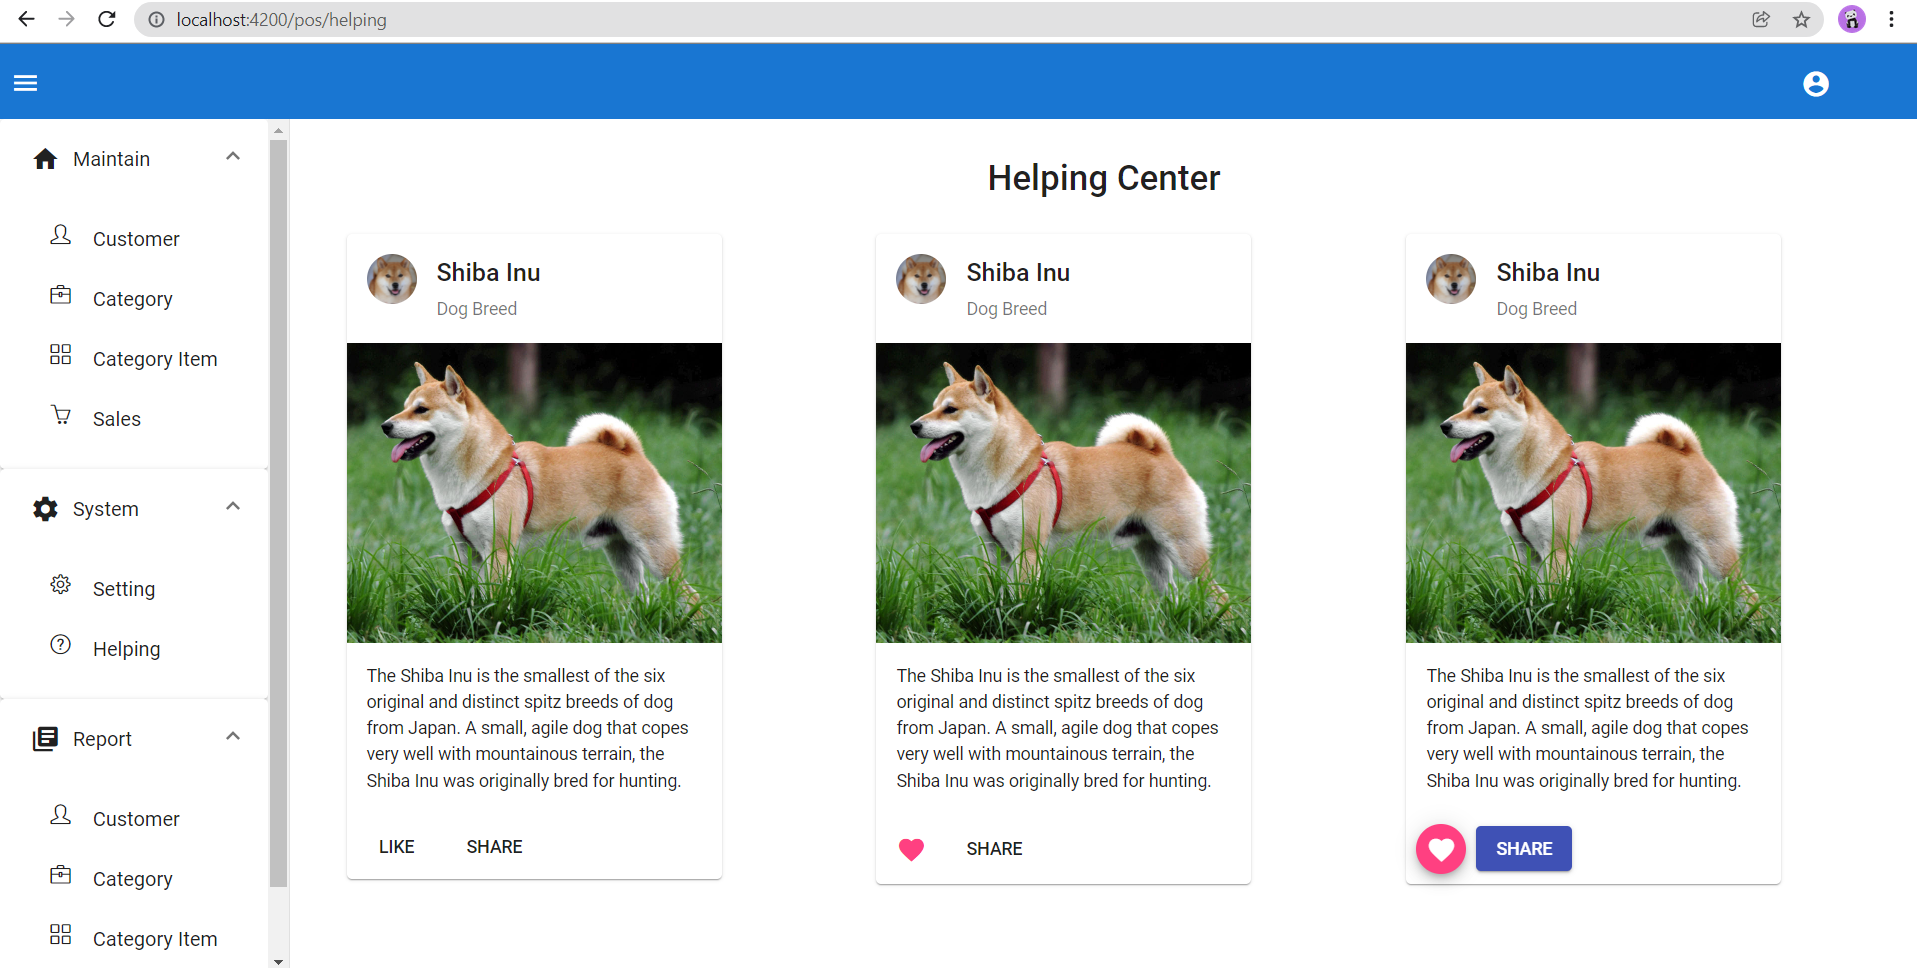 localhost:4200/pos/helping
Maintain
Customer
Category
Category Item
Sales
System
Setting
Helping
Report
Customer
Category
Category Item
Helping Center
Shiba Inu
Dog Breed
The Shiba Inu is the smallest of the six
original and distinct spitz breeds of dog
from Japan. A small, agile dog that copes
very well with mountainous terrain, the
Shiba Inu was originally bred for hunting.
LIKE
SHARE
Shiba Inu
Dog Breed
The Shiba Inu is the smallest of the six
original and distinct spitz breeds of dog
from Japan. A small, agile dog that copes
very well with mountainous terrain, the
Shiba Inu was originally bred for hunting.
SHARE
Shiba Inu
Dog Breed
The Shiba Inu is the smallest of the six
original and distinct spitz breeds of dog
from Japan. A small, agile dog that copes
very well with mountainous terrain, the
Shiba Inu was originally bred for hunting.
SHARE